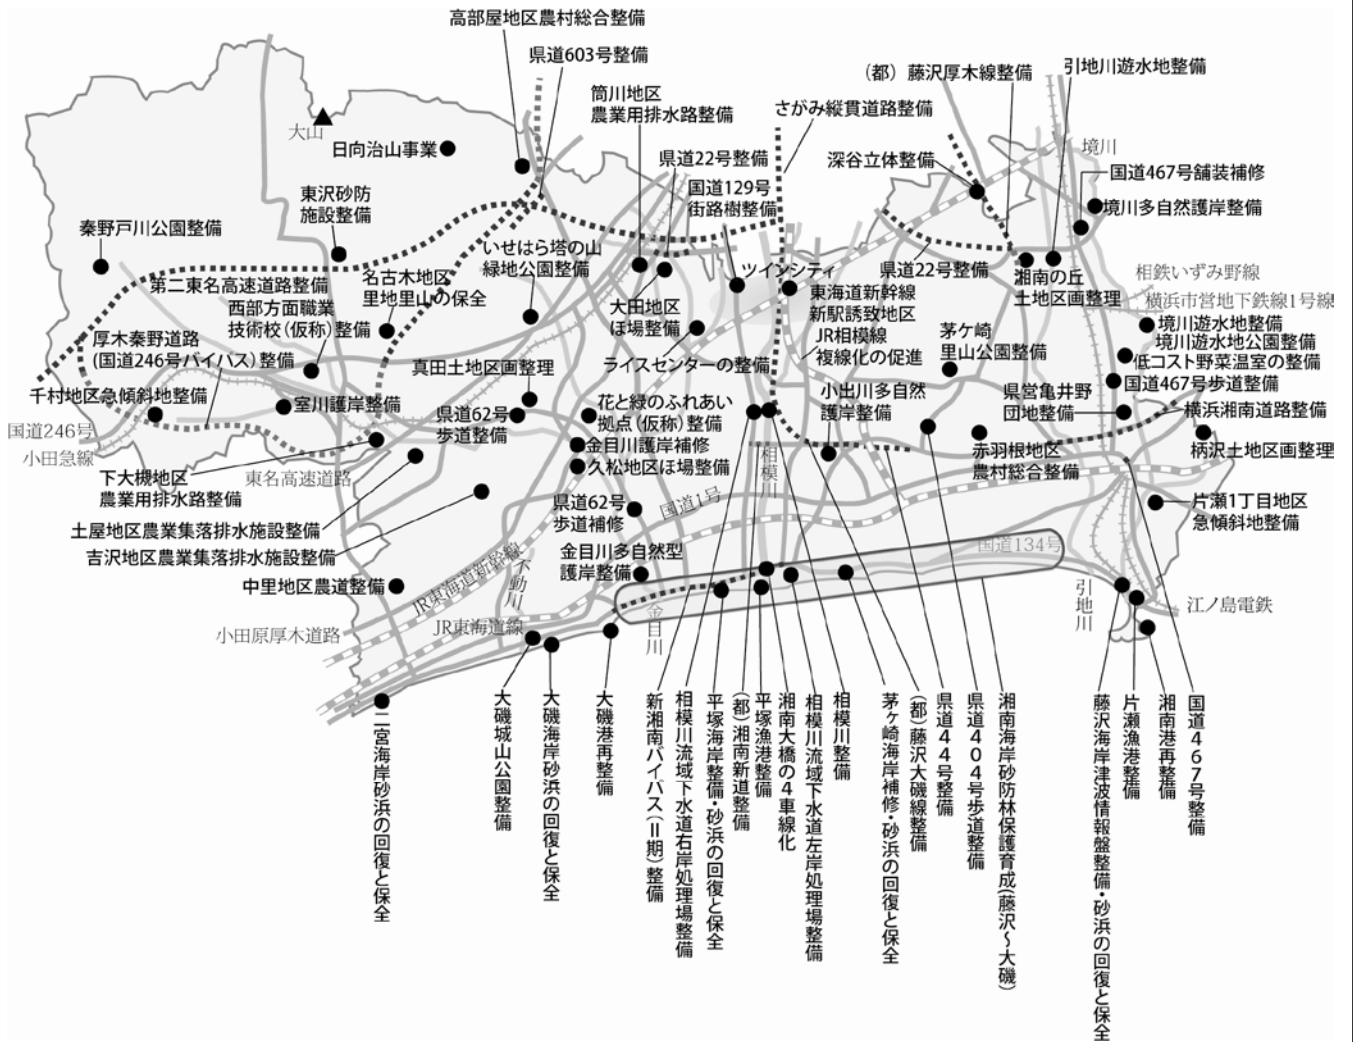 高部屋地区農村総合整備
県道603号整備
筒川地区
農業用排水路整備
さがみ縦貫道路整備
(都)藤沢厚木線整備
引地川遊水地整備
大山
日向治山事業
県道22号整備
深谷立体整備
境川
国道467号舗装補修
国道129号
街路樹整備
東沢砂防
施設整備
境川多自然護岸整備
秦野戸川公園整備
いせはら塔の山
緑地公園整備
ツインシティ
県道22号整備
湘南の丘
土地区画整理
相鉄いずみ野線
第二東名高速道路整備
名古木地区
里地里山の保全
東海道新幹線
新駅誘致地区
横浜市営地下鉄線1号線
西部方面職業
技術校(仮称)整備
大田地区
ほ場整備
JR相模線
複線化の促進
茅ケ崎
里山公園整備
境川遊水地整備
境川遊水地公園整備
厚木秦野道路
(国道246号バイパス)整備
真田土地区画整理
ライスセンターの整備
低コスト野菜温室の整備
国道467号歩道整備
千村地区急傾斜地整備
室川護岸整備
県道62号
歩道整備
花と緑のふれあい
拠点(仮称)整備
小出川多自然
護岸整備
県営亀井野
団地整備
横浜湘南道路整備
国道246号
小田急線
金目川護岸補修
久松地区ほ場整備
相模川
赤羽根地区
農村総合整備
柄沢土地区画整理
下大槻地区
農業用排水路整備
東名高速道路
県道62号
歩道補修
国道1号
片瀬1丁目地区
急傾斜地整備
土屋地区農業集落排水施設整備
吉沢地区農業集落排水施設整備
金目川多自然型
護岸整備
国道134号
中里地区農道整備
JR東海道新幹線
不動川
引地川
江ノ島電鉄
小田原厚木道路
JR東海道線
金目川
二宮海岸砂浜の回復と保全
大磯城山公園整備
大磯海岸砂浜の回復と保全
大磯港再整備
新湘南バイパス(Ⅱ期)整備
相模川流域下水道右岸処理場整備
平塚海岸整備・砂浜の回復と保全
(都)湘南新道整備
平塚漁港整備
湘南大橋の4車線化
相模川流域下水道左岸処理場整備
相模川整備
茅ヶ崎海岸補修・砂浜の回復と保全
(都)藤沢大磯線整備
県道44号整備
県道404号歩道整備
湘南海岸砂防林保護育成(藤沢~大磯)
藤沢海岸津波情報盤整備・砂浜の回復と保全
片瀬漁港整備
湘南港再整備
国道467号整備